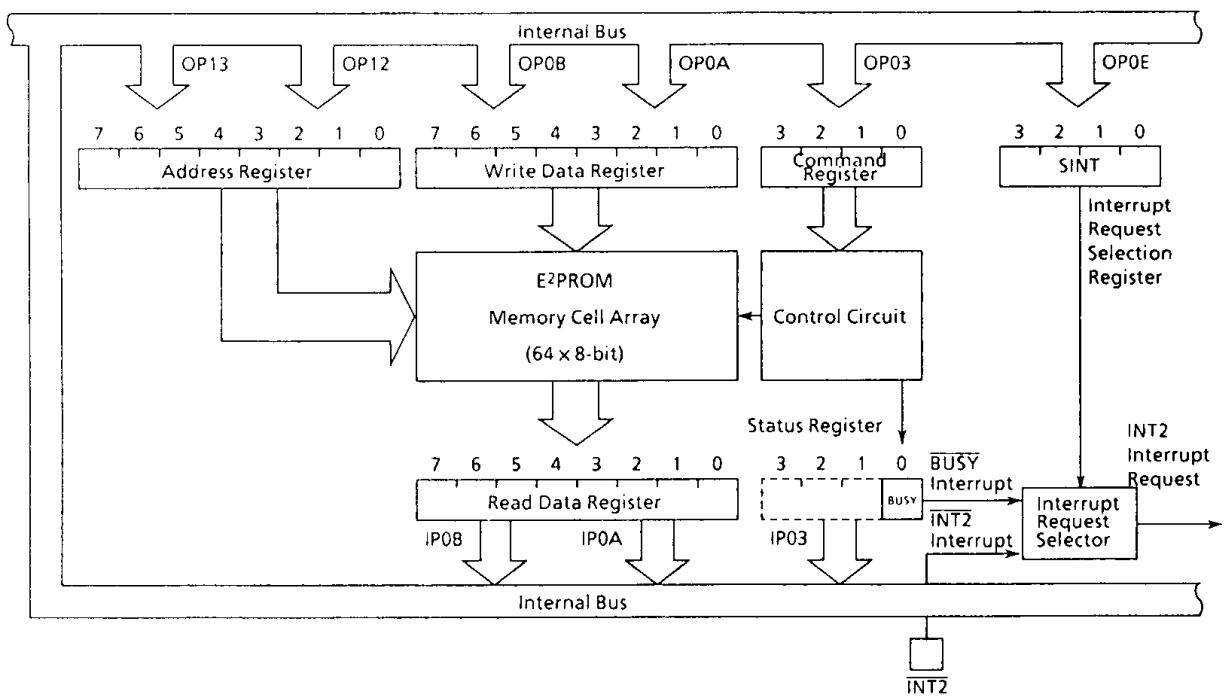 Internal Bus
OP13 OP12 OP0B OP0A OP03 OP0E
7 6 5 4 3 2 1 0 7 6 5 4 3 2 1 0 3 2 1 0 3 2 1 0
Address Register
Write Data Register
Command
Register
SINT
Interrupt
Request
Selection
Register
E²PROM
Memory Cell Array
(64 x 8-bit)
Control Circuit
Status Register
7 6 5 4 3 2 1 0 3 2 1 0
Read Data Register
BUSY
BUSY
Interrupt
INT2
Interrupt
INT2
Interrupt
Request
Interrupt
Request
Selector
IP0B IP0A IP03
Internal Bus
INT2